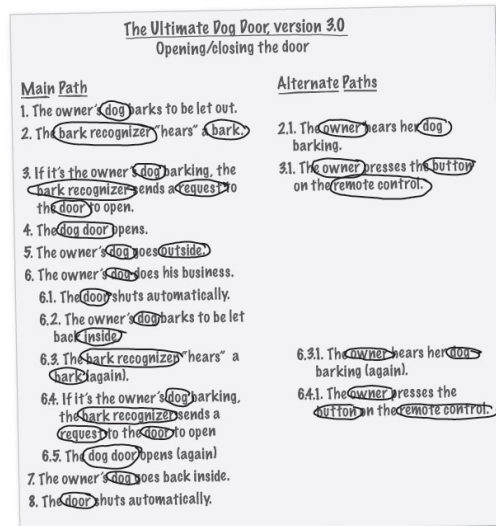 The Ultimate Dog Door, version 3.0
Opening/closing the door
Main Path
1. The owner's dog barks to be let out.
2. The bark recognizer "hears" a bark.
3. If it's the owner's dog barking, the
bark recognizer sends a request to
the door to open.
4. The dog door opens.
5. The owner's dog goes outside.
6. The owner's dog does his business.
6.1. The door shuts automatically.
6.2. The owner's dog barks to be let
back inside.
6.3. The bark recognizer "hears" a
bark (again).
6.4. If it's the owner's dog barking,
the bark recognizer sends a
request to the door to open
6.5. The dog door opens (again)
7. The owner's dog goes back inside.
8. The door shuts automatically.
Alternate Paths
2.1. The owner hears her dog
barking.
3.1. The owner presses the button
on the remote control.
6.3.1. The owner hears her dog
barking (again).
6.4.1. The owner presses the
button on the remote control.